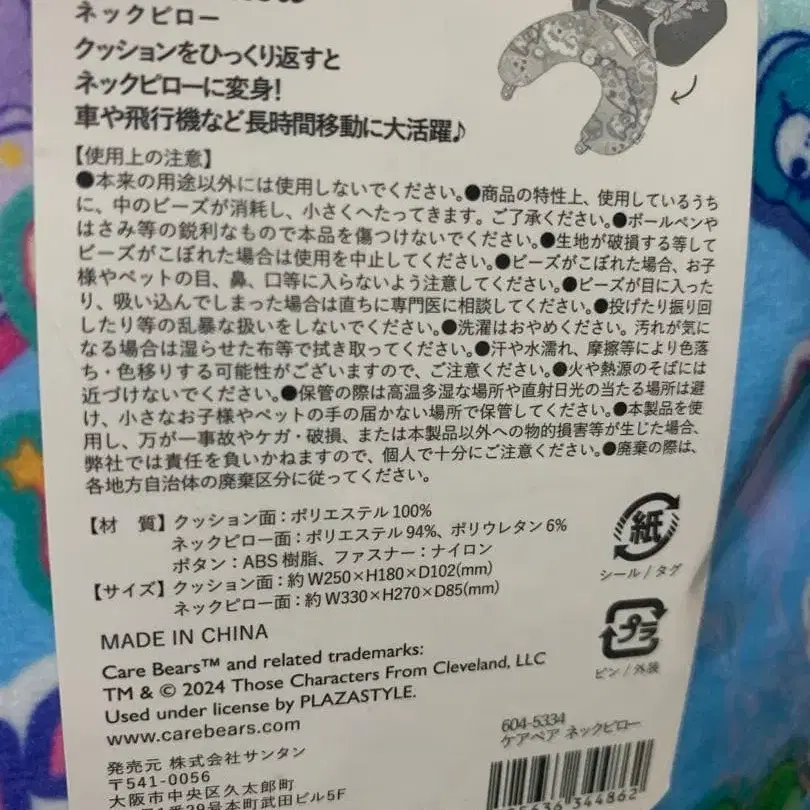 ネックピロー
クッションをひっくり返すと
ネックピローに変身!
車や飛行機など長時間移動に大活躍♪
【使用上の注意】
●本来の用途以外には使用しないでください。●商品の特性上、使用しているうち
に、中のビーズが消耗し、小さくへたってきます。ご了承ください。●ボールペンや
はさみ等の鋭利なもので本品を傷つけないでください。●生地が破損する等して
ビーズがこぼれた場合は使用を中止してください。●ビーズがこぼれた場合、お子
様やペットの目、鼻、口等に入らないよう注意してください。●ビーズが目に入った
り、吸い込んでしまった場合は直ちに専門医に相談してください。●投げたり振り回
したり等の乱暴な扱いをしないでください。●洗濯はおやめください。汚れが気に
なる場合は湿らせた布等で拭き取ってください。●汗や水濡れ、摩擦等により色落
ち・色移りする可能性がございますので、ご注意ください。●火や熱源のそばには
近づけないでください。●保管の際は高温多湿な場所や直射日光の当たる場所は避
け、小さなお子様やペットの手の届かない場所で保管してください。●本製品を使
用し、万が一事故やケガ・破損、または本製品以外への物的損害等が生じた場合、
弊社では責任を負いかねますので、個人で十分にご注意ください。●廃棄の際は、
各地方自治体の廃棄区分に従ってください。
【材 質】クッション面:ポリエステル100%
ネックピロー面:ポリエステル94%、ポリウレタン6%
ボタン:ABS樹脂、ファスナー:ナイロン
【サイズ】クッション面:約W250×H180×D102(mm)
ネックピロー面:約W330×H270×D85(mm)
紙
シール/タグ
プラ
ピン/外装
MADE IN CHINA
Care Bears™ and related trademarks:
TM & © 2024 Those Characters From Cleveland, LLC
Used under license by PLAZASTYLE.
www.carebears.com
発売元 株式会社サンタン
〒541-0056
大阪市中央区久太郎町
1番29号本町武田ビル5F
604-5334
ケアベア ネックピロー
344862